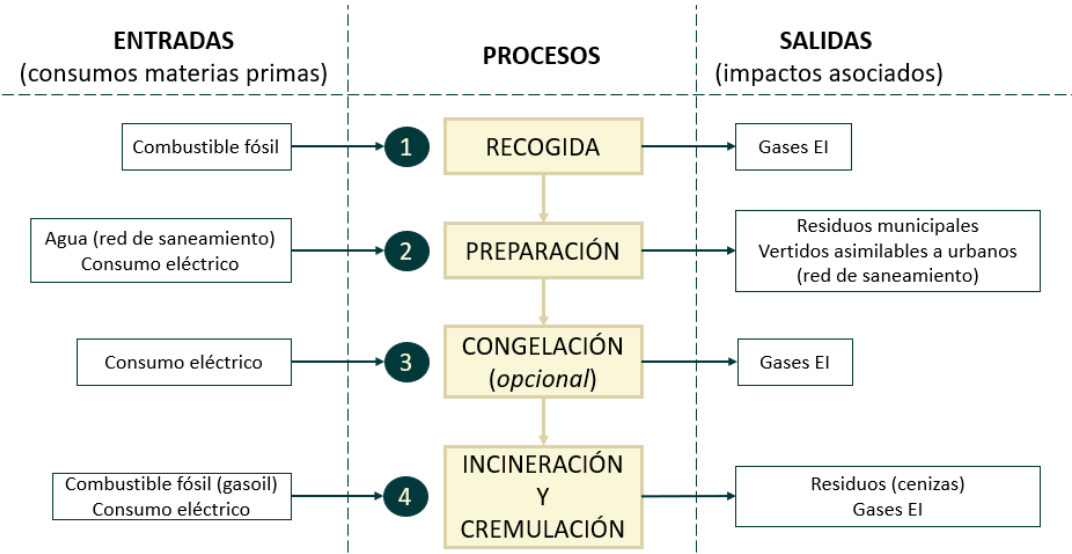 ENTRADAS
(consumos materias primas)
PROCESOS
SALIDAS
(impactos asociados)
Combustible fósil
1
RECOGIDA
Gases EI
Agua (red de saneamiento)
Consumo eléctrico
2
PREPARACIÓN
Residuos municipales
Vertidos asimilables a urbanos
(red de saneamiento)
Consumo eléctrico
3
CONGELACIÓN
(opcional)
Gases EI
Combustible fósil (gasoil)
Consumo eléctrico
4
INCINERACIÓN
Y
CREMULACIÓN
Residuos (cenizas)
Gases EI